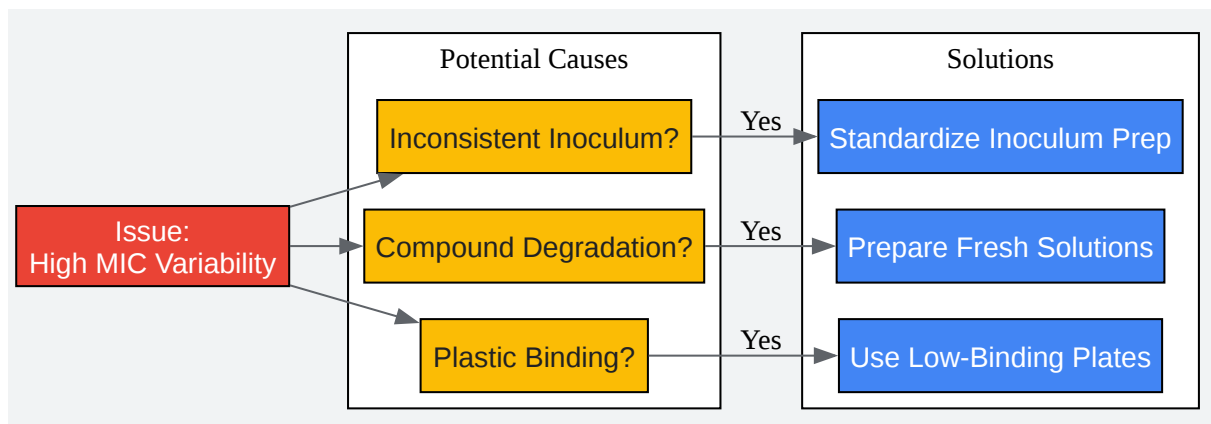 Potential Causes
Solutions
Inconsistent Inoculum?
Yes
Standardize Inoculum Prep
Issue:
High MIC Variability
Compound Degradation?
Yes
Prepare Fresh Solutions
Plastic Binding?
Yes
Use Low-Binding Plates